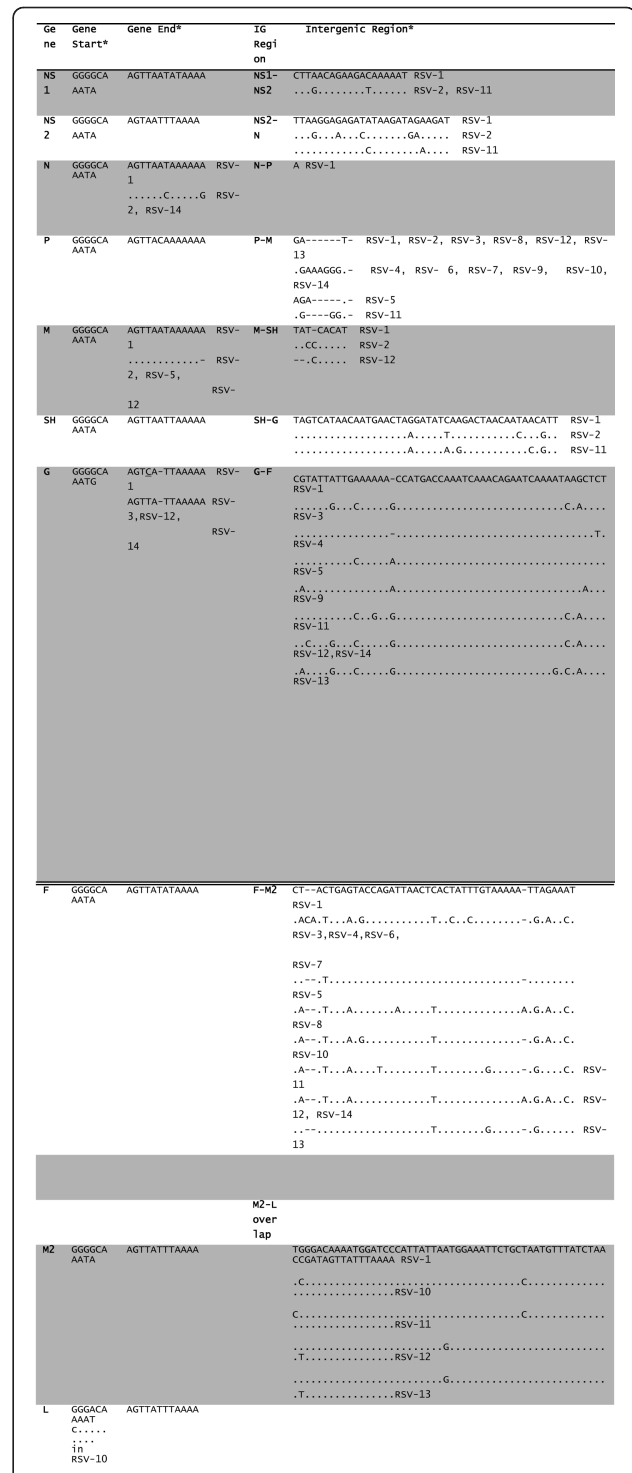 Ge Gene Gene End* IG Intergenic Region*
ne Start* Regi
on
NS GGGGCA AGTTAATATAAAA NS1- CTTAACAGAAGACAAAAAT RSV-1
1 AATA NS2 ...G........T...... RSV-2, RSV-11
NS GGGGCA AGTAATTTAAAA NS2- TTAAGGAGAGATATAAGATAGAAGAT RSV-1
2 AATA N ...G...A...C.......GA..... RSV-2
............C.......A.... RSV-11
N GGGGCA AGTTAATAAAAAA RSV- N-P A RSV-1
AATA 1
......C.....G RSV-
2, RSV-14
P GGGGCA AGTTACAAAAAAA P-M GA------T- RSV-1, RSV-2, RSV-3, RSV-8, RSV-12, RSV-
AATA 13
.GAAAGGG.- RSV-4, RSV- 6, RSV-7, RSV-9, RSV-10,
RSV-14
AGA-----.- RSV-5
.G----GG.- RSV-11
M GGGGCA AGTTAATAAAAAA RSV- M-SH TAT-CACAT RSV-1
AATA 1 ..CC..... RSV-2
............- RSV- --.C..... RSV-12
2, RSV-5,
RSV-
12
SH GGGGCA AGTTAATTAAAAA SH-G TAGTCATAACAATGAACTAGGATATCAAGACTAACAATAACATT RSV-1
AATA ...................A.....T...........C...G.. RSV-2
...................A.....A.G...........C.G.. RSV-11
G GGGGCA AGTCA-TTAAAAA RSV- G-F CGTATTATTGAAAAAA-CCATGACCAAATCAAACAGAATCAAAATAAGCTCT
AATG 1 RSV-1
AGTTA-TTAAAAA RSV- ......G...C.....G............................C.A....
3,RSV-12, RSV-3
RSV- ................-..................................T.
14 RSV-4
..........C.....A...................................
RSV-5
.A..............A................................A...
RSV-9
..........C..G..G............................C.A....
RSV-11
..C...G...C.....G............................C.A....
RSV-12,RSV-14
.A....G...C.....G..........................G.C.A....
RSV-13
F GGGGCA AGTTATATAAAA F-M2 CT--ACTGAGTACCAGATTAACTCACTATTTGTAAAAA-TTAGAAAT
AATA RSV-1
.ACA.T...A.G...........T..C..C........-.G.A..C.
RSV-3,RSV-4,RSV-6,
RSV-7
..--.T................................-........
RSV-5
.A--.T...A.......A.....T..............A.G.A..C.
RSV-8
.A--.T...A.G...........T..............-.G.A..C.
RSV-10
.A--.T...A....T........T........G.....-.G....C. RSV-
11
.A--.T...A.............T..............A.G.A..C. RSV-
12, RSV-14
..--...................T........G.....-.G...... RSV-
13
M2-L
over
lap
M2 GGGGCA AGTTATTTAAAA TGGGACAAAATGGATCCCATTATTAATGGAAATTCTGCTAATGTTTATCTAA
AATA CCGATAGTTATTTAAAA RSV-1
.C.....................................C.............
.................RSV-10
C......................................C.............
.................RSV-11
..........................G..........................
.T...............RSV-12
..........................G..........................
.T...............RSV-13
L GGGACA AGTTATTTAAAA
AAAT
C.....
....
in
RSV-10